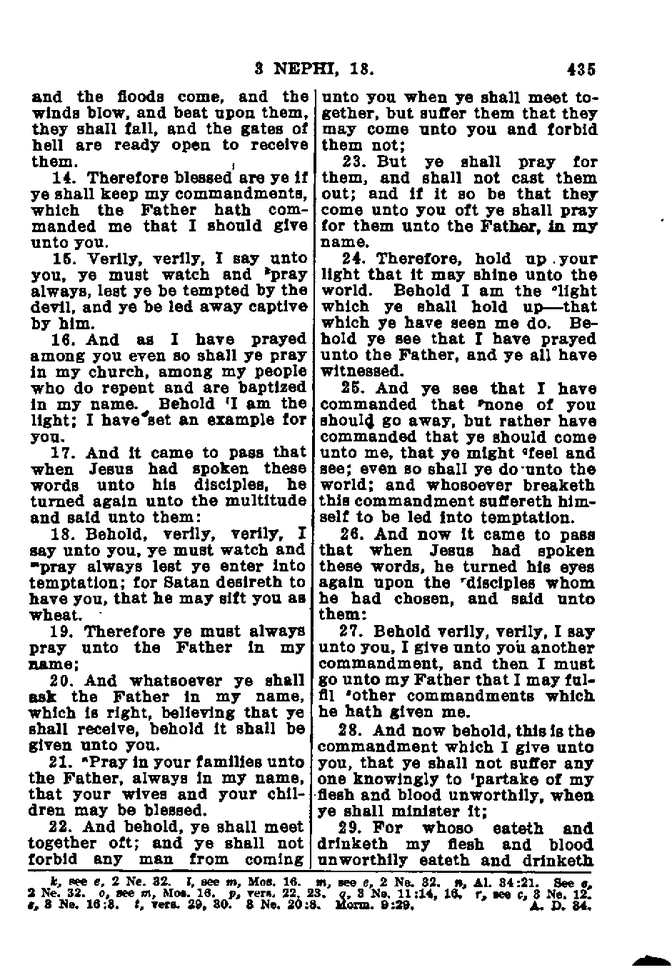 3 NEPHI, 18.
435
and the floods come, and the
winds blow, and beat upon them,
they shall fall, and the gates of
hell are ready open to receive
them.
14. Therefore blessed are ye if
ye shall keep my commandments,
which the Father hath com-
manded me that I should give
unto you.
15. Verily, verily, I say unto
you, ye must watch and ᵏpray
always, lest ye be tempted by the
devil, and ye be led away captive
by him.
16. And as I have prayed
among you even so shall ye pray
in my church, among my people
who do repent and are baptized
in my name. Behold ˡI am the
light; I have set an example for
you.
17. And it came to pass that
when Jesus had spoken these
words unto his disciples, he
turned again unto the multitude
and said unto them:
18. Behold, verily, verily, I
say unto you, ye must watch and
ᵐpray always lest ye enter into
temptation; for Satan desireth to
have you, that he may sift you as
wheat.
19. Therefore ye must always
pray unto the Father in my
name;
20. And whatsoever ye shall
ask the Father in my name,
which is right, believing that ye
shall receive, behold it shall be
given unto you.
21. ⁿPray in your families unto
the Father, always in my name,
that your wives and your chil-
dren may be blessed.
22. And behold, ye shall meet
together oft; and ye shall not
forbid any man from coming
unto you when ye shall meet to-
gether, but suffer them that they
may come unto you and forbid
them not;
23. But ye shall pray for
them, and shall not cast them
out; and if it so be that they
come unto you oft ye shall pray
for them unto the Father, in my
name.
24. Therefore, hold up your
light that it may shine unto the
world. Behold I am the ᵒlight
which ye shall hold up—that
which ye have seen me do. Be-
hold ye see that I have prayed
unto the Father, and ye all have
witnessed.
25. And ye see that I have
commanded that ᵖnone of you
should go away, but rather have
commanded that ye should come
unto me, that ye might ᵠfeel and
see; even so shall ye do unto the
world; and whosoever breaketh
this commandment suffereth him-
self to be led into temptation.
26. And now it came to pass
that when Jesus had spoken
these words, he turned his eyes
again upon the ʳdisciples whom
he had chosen, and said unto
them:
27. Behold verily, verily, I say
unto you, I give unto you another
commandment, and then I must
go unto my Father that I may ful-
fil ˢother commandments which
he hath given me.
28. And now behold, this is the
commandment which I give unto
you, that ye shall not suffer any
one knowingly to ᵗpartake of my
flesh and blood unworthily, when
ye shall minister it;
29. For whoso eateth and
drinketh my flesh and blood
unworthily eateth and drinketh
k, see e, 2 Ne. 32. l, see m, Mos. 16. m, see e, 2 Ne. 32. n, Al. 34:21. See e,
2 Ne. 32. o, see m, Mos. 16. p, vers. 22, 23. q, 3 Ne. 11:14, 16. r, see c, 3 Ne. 12.
s, 3 Ne. 16:3. t, vers. 29, 30. 3 Ne. 20:8. Morm. 9:29. A. D. 34.